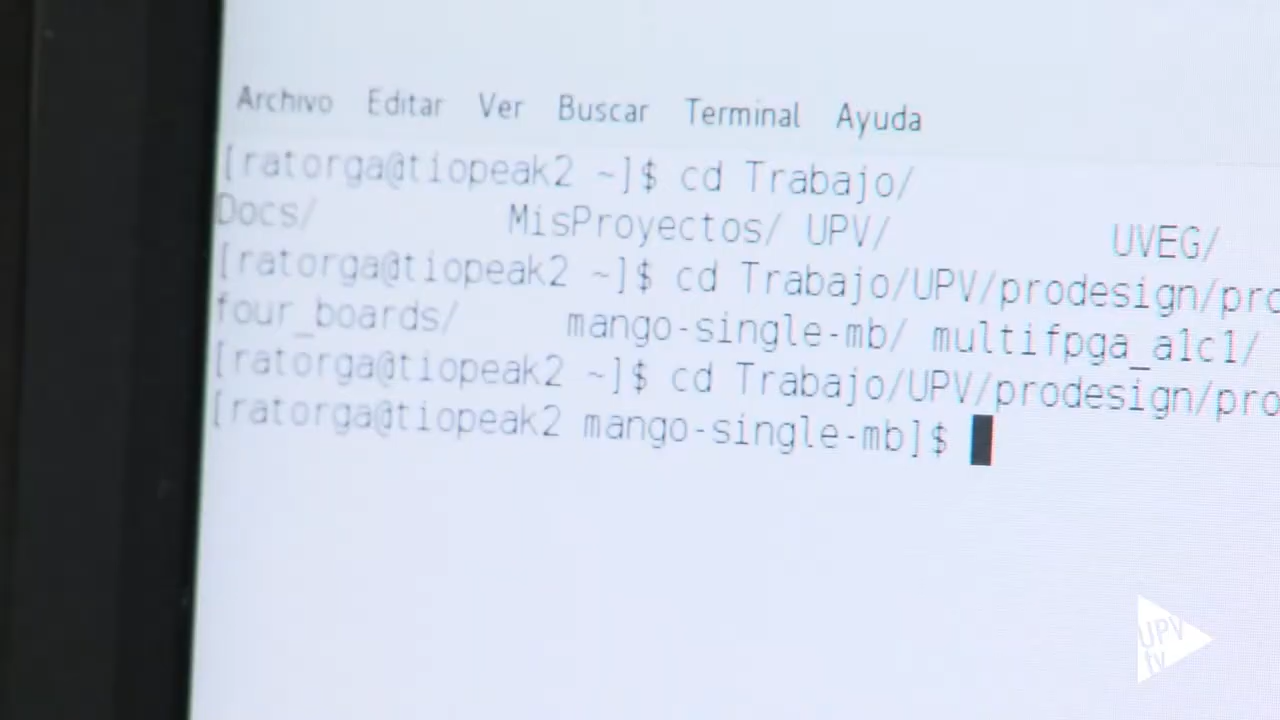 Archivo Editar Ver Buscar Terminal Ayuda
[ratorga@tiopeak2 ~]$ cd Trabajo/
Docs/ MisProyectos/ UPV/ UVEG/
[ratorga@tiopeak2 ~]$ cd Trabajo/UPV/prodesign/pro
four_boards/ mango-single-mb/ multifpga_a1c1/
[ratorga@tiopeak2 ~]$ cd Trabajo/UPV/prodesign/pro
[ratorga@tiopeak2 mango-single-mb]$
UPV
tv